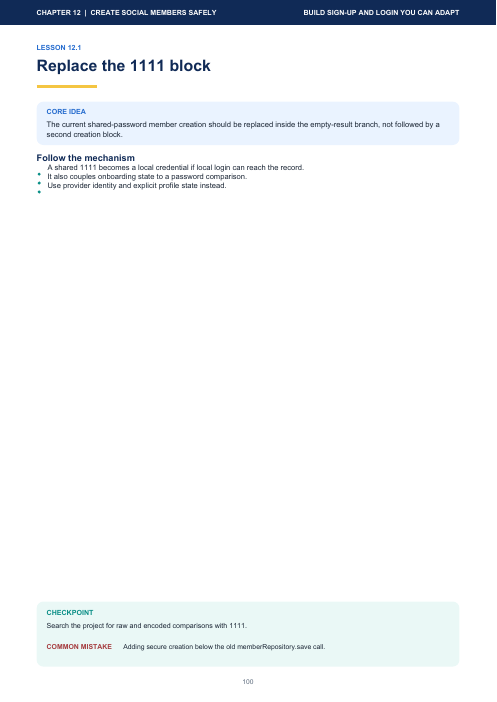 CHAPTER 12 | CREATE SOCIAL MEMBERS SAFELY
BUILD SIGN-UP AND LOGIN YOU CAN ADAPT
LESSON 12.1
Replace the 1111 block
CORE IDEA
The current shared-password member creation should be replaced inside the empty-result branch, not followed by a
second creation block.
Follow the mechanism
A shared 1111 becomes a local credential if local login can reach the record.
It also couples onboarding state to a password comparison.
Use provider identity and explicit profile state instead.
CHECKPOINT
Search the project for raw and encoded comparisons with 1111.
COMMON MISTAKE Adding secure creation below the old memberRepository.save call.
100